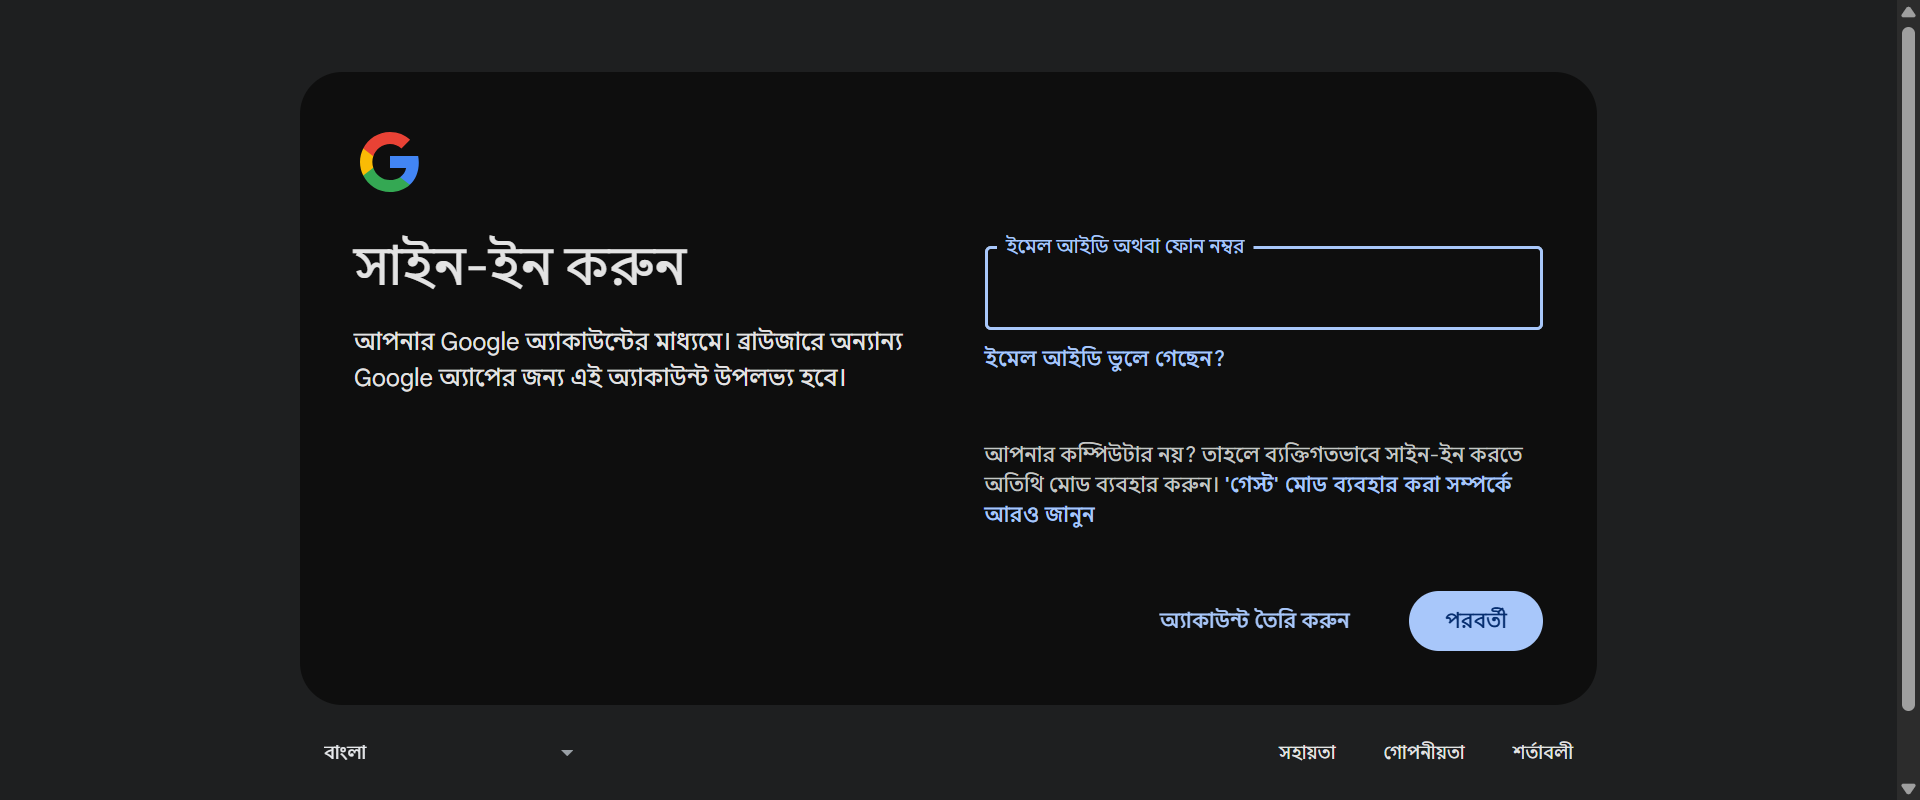 সাইন-ইন করুন
আপনার Google অ্যাকাউন্টের মাধ্যমে। ব্রাউজারে অন্যান্য
Google অ্যাপের জন্য এই অ্যাকাউন্ট উপলভ্য হবে।
ইমেল আইডি অথবা ফোন নম্বর
ইমেল আইডি ভুলে গেছেন?
আপনার কম্পিউটার নয়? তাহলে ব্যক্তিগতভাবে সাইন-ইন করতে
অতিথি মোড ব্যবহার করুন। 'গেস্ট' মোড ব্যবহার করা সম্পর্কে
আরও জানুন
অ্যাকাউন্ট তৈরি করুন
পরবর্তী
বাংলা
সহায়তা
গোপনীয়তা
শর্তাবলী